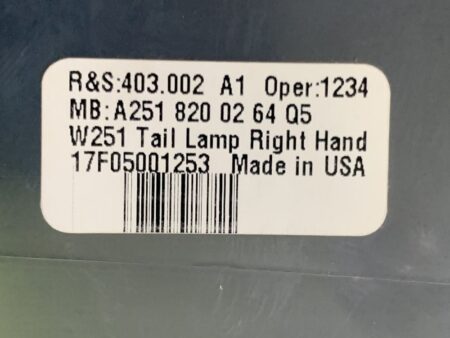 R&S:403.002 A1 Oper:1234
MB:A251 820 02 64 Q5
W251 Tail Lamp Right Hand
17F05001253 Made in USA